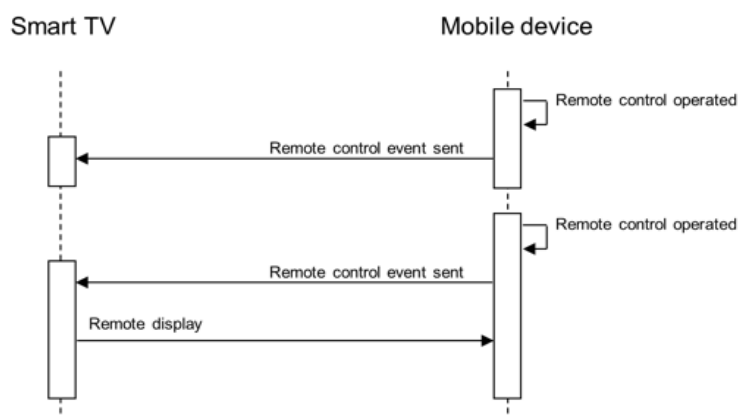 Smart TV
Mobile device
Remote control operated
Remote control event sent
Remote control operated
Remote control event sent
Remote display